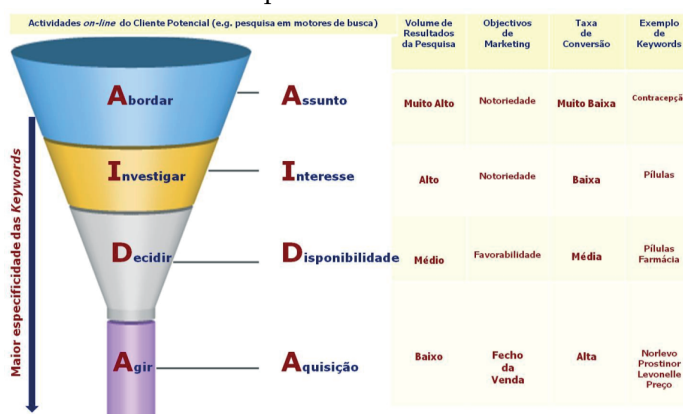 Actividades on-line do Cliente Potencial (e.g. pesquisa em motores de busca)
Volume de
Resultados
da Pesquisa
Objectivos
de
Marketing
Taxa
de
Conversão
Exemplo
de
Keywords
Maior especificidade das Keywords
Abordar
Assunto
Muito Alto
Notoriedade
Muito Baixa
Contracepçã
Investigar
Interesse
Alto
Notoriedade
Baixa
Pílulas
Decidir
Disponibilidade
Médio
Favorabilidade
Média
Pílulas
Farmácia
Agir
Aquisição
Baixo
Fecho
da
Venda
Alta
Norlevo
Prostinor
Levonelle
Preço